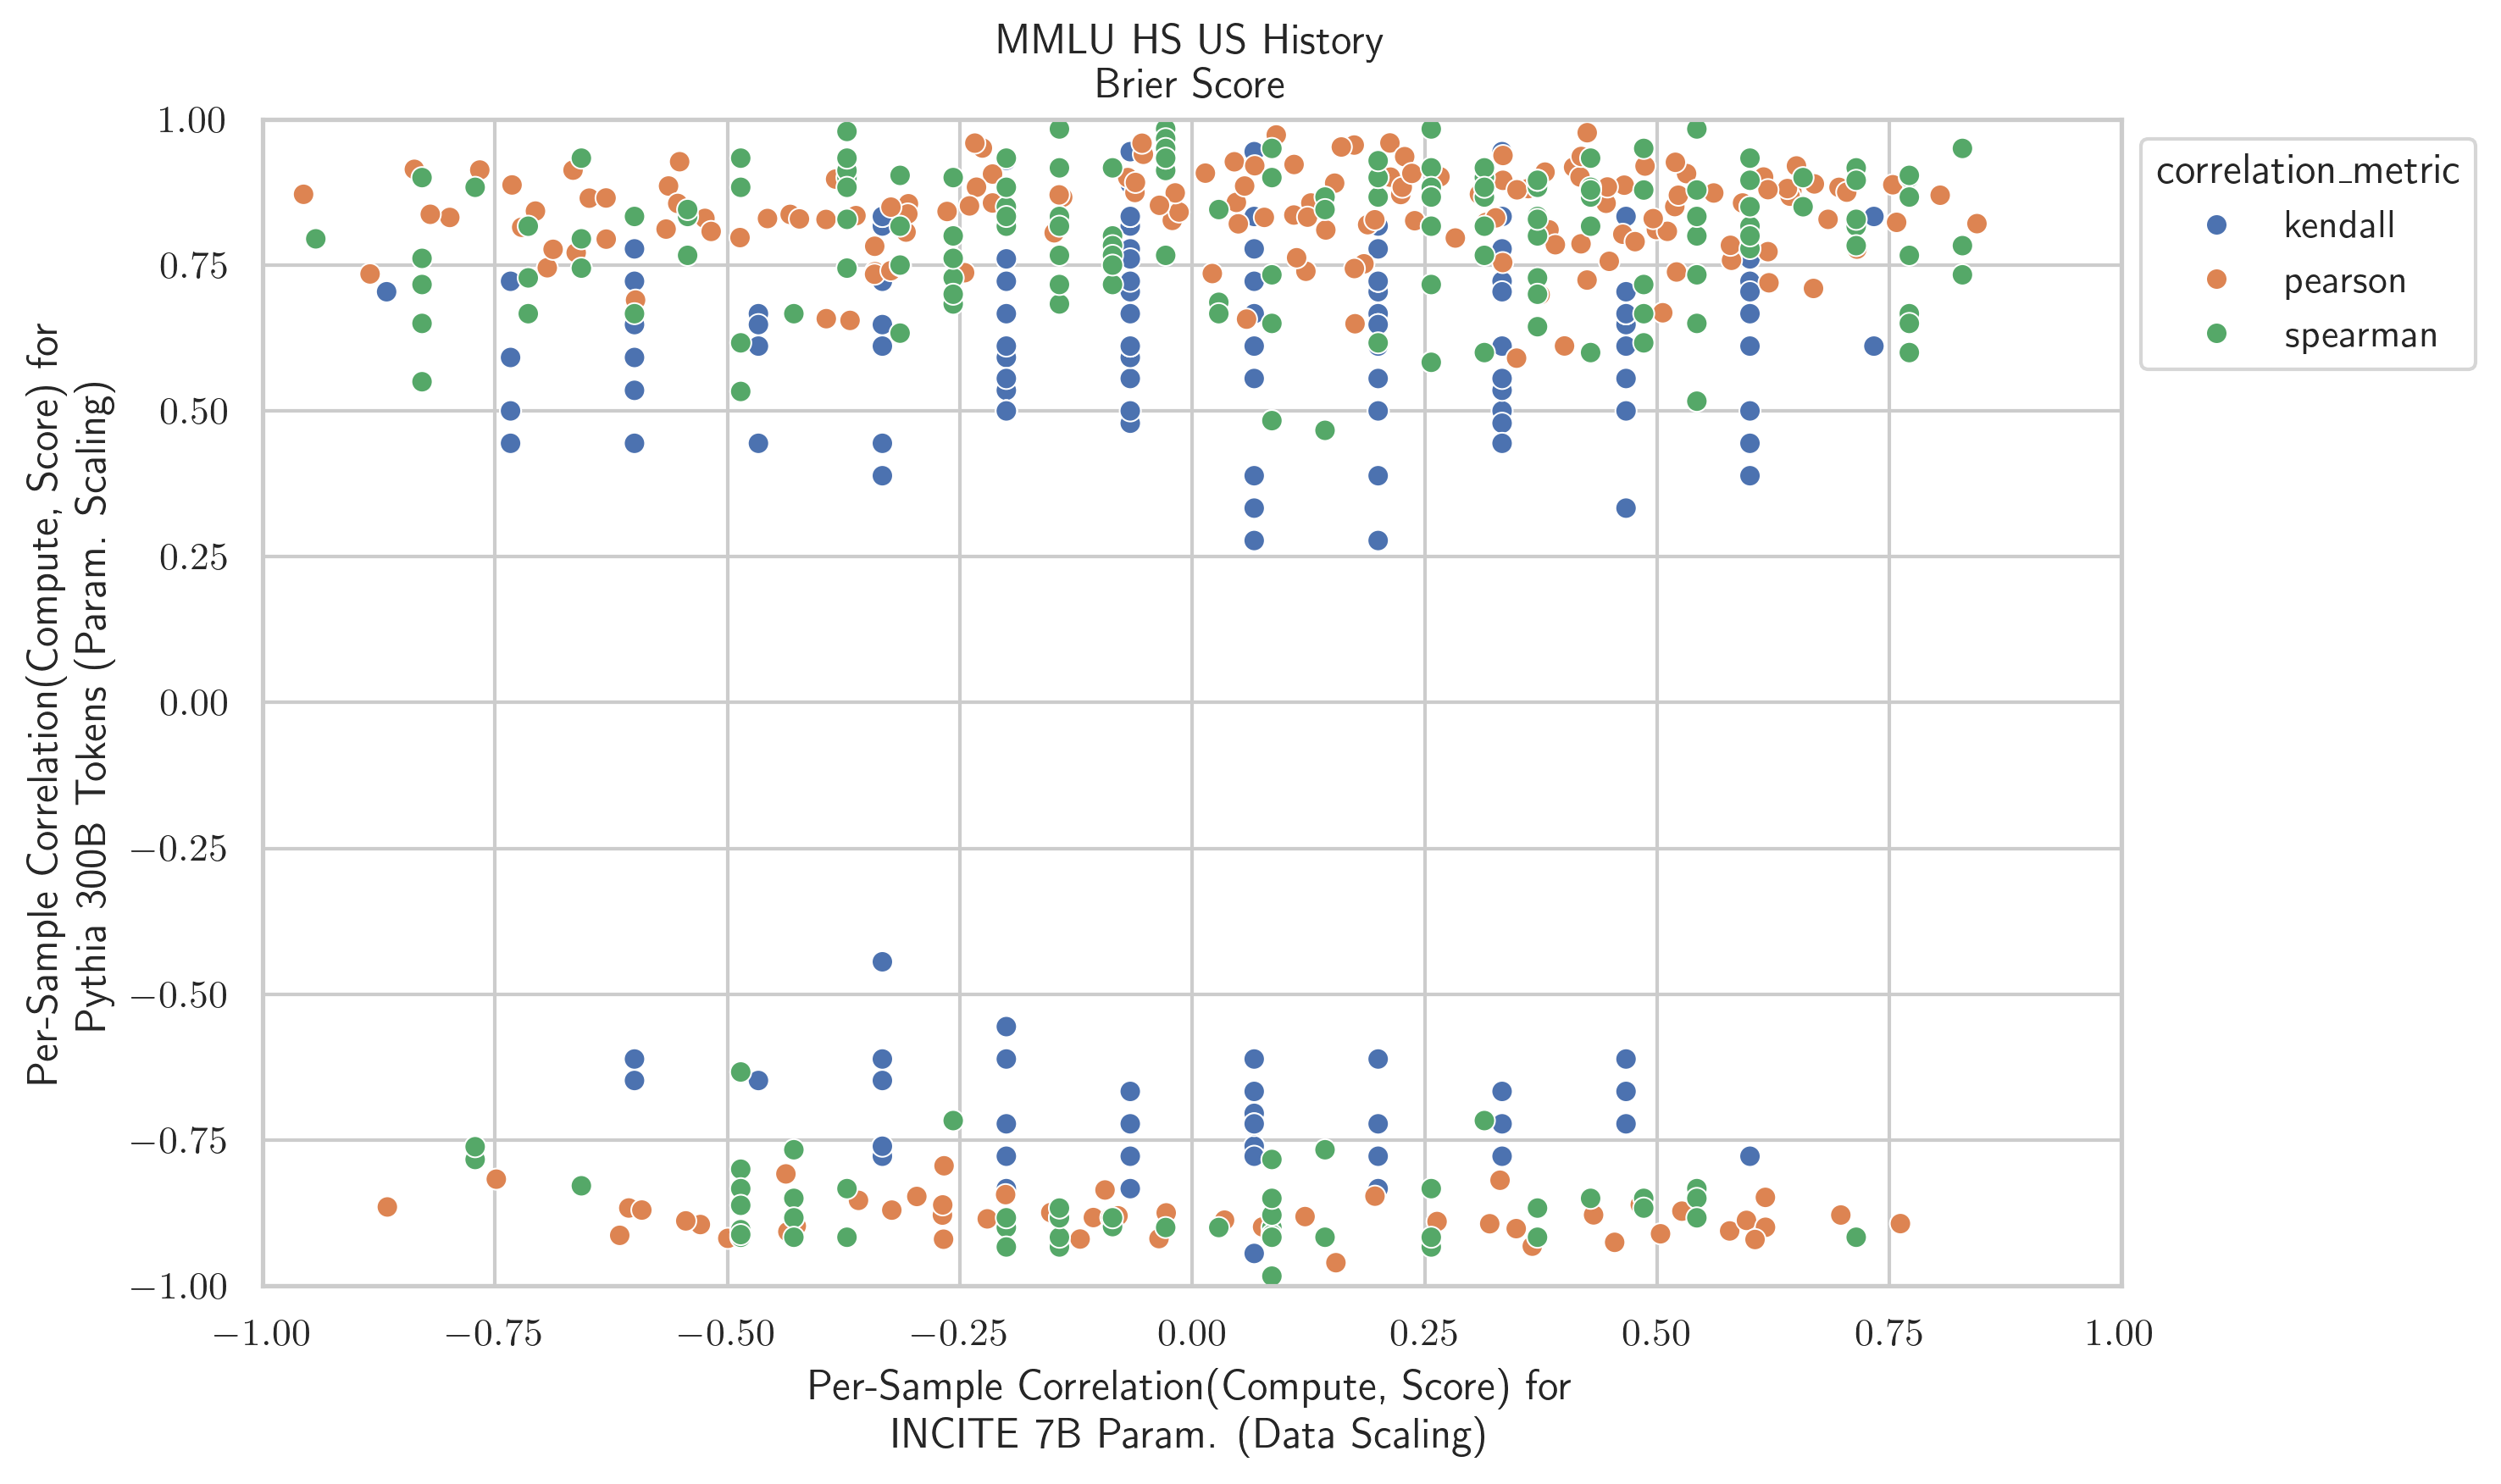 MMLU HS US History
Brier Score
Per-Sample Correlation(Compute, Score) for
Pythia 300B Tokens (Param. Scaling)
1.00
0.75
0.50
0.25
0.00
−0.25
−0.50
−0.75
−1.00
−1.00
−0.75
−0.50
−0.25
0.00
0.25
0.50
0.75
1.00
Per-Sample Correlation(Compute, Score) for
INCITE 7B Param. (Data Scaling)
correlation_metric
kendall
pearson
spearman